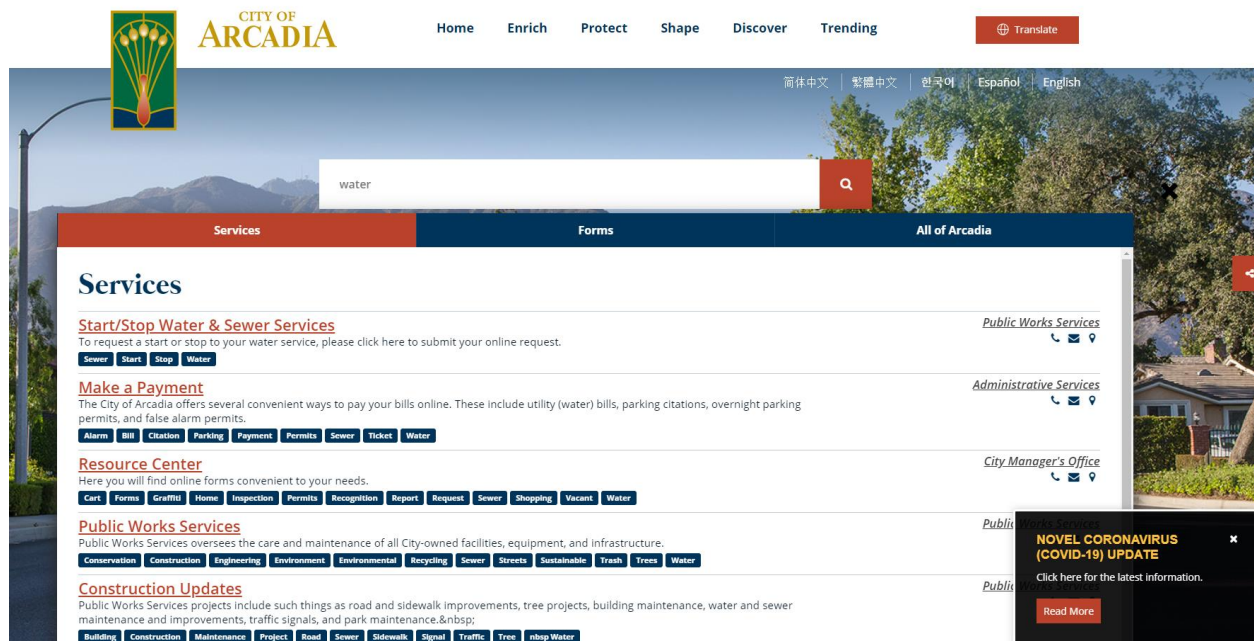 CITY OF
ARCADIA
Home Enrich Protect Shape Discover Trending
Translate
简体中文 繁體中文 한국어 Español English
water
Services Forms All of Arcadia
Services
Start/Stop Water & Sewer Services Public Works Services
To request a start or stop to your water service, please click here to submit your online request.
Sewer Start Stop Water
Make a Payment Administrative Services
The City of Arcadia offers several convenient ways to pay your bills online. These include utility (water) bills, parking citations, overnight parking
permits, and false alarm permits.
Alarm Bill Citation Parking Payment Permits Sewer Ticket Water
Resource Center City Manager's Office
Here you will find online forms convenient to your needs.
Cart Forms Graffiti Home Inspection Permits Recognition Report Request Sewer Shopping Vacant Water
Public Works Services Public Works Services
Public Works Services oversees the care and maintenance of all City-owned facilities, equipment, and infrastructure.
Conservation Construction Engineering Environment Environmental Recycling Sewer Streets Sustainable Trash Trees Water
Construction Updates Public
Public Works Services projects include such things as road and sidewalk improvements, tree projects, building maintenance, water and sewer
maintenance and improvements, traffic signals, and park maintenance.&nbsp;
Building Construction Maintenance Project Road Sewer Sidewalk Signal Traffic Tree nbsp Water
NOVEL CORONAVIRUS
(COVID-19) UPDATE
Click here for the latest information.
Read More